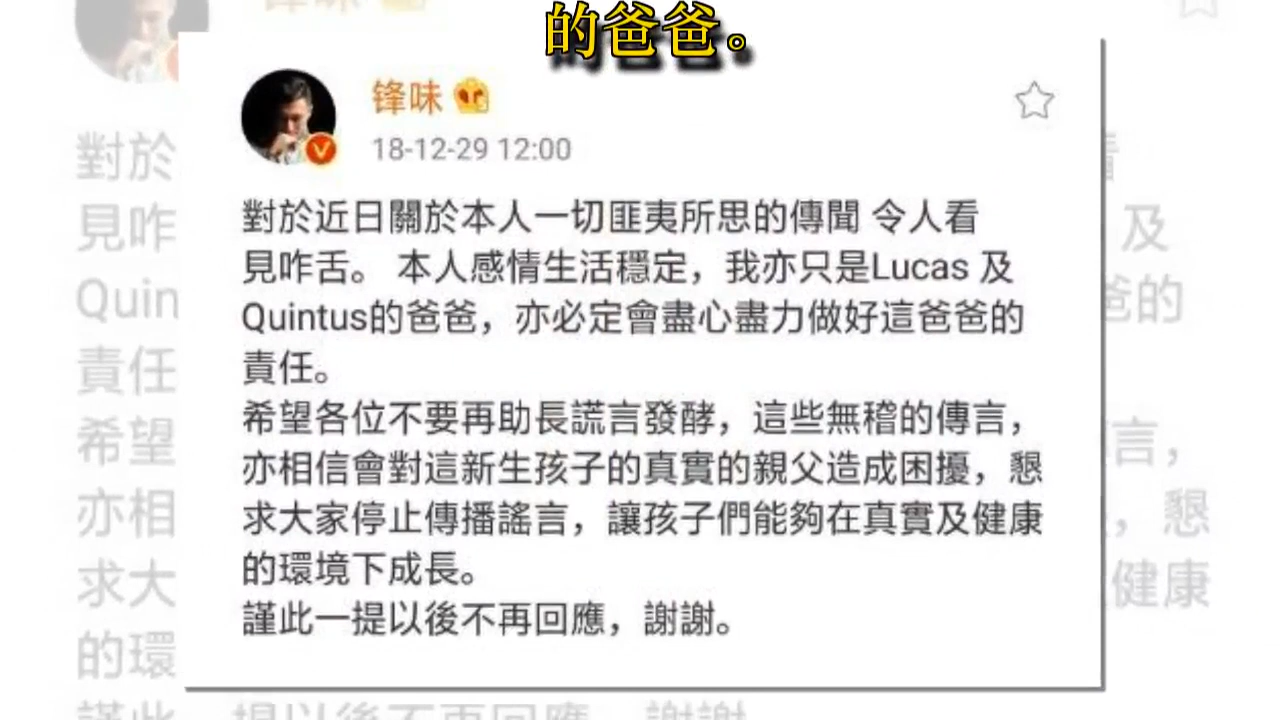 的爸爸。
锋味
18-12-29 12:00
對於近日關於本人一切匪夷所思的傳聞 令人看
見咋舌。 本人感情生活穩定，我亦只是Lucas 及
Quintus的爸爸，亦必定會盡心盡力做好這爸爸的
責任。
希望各位不要再助長謊言發酵，這些無稽的傳言，
亦相信會對這新生孩子的真實的親父造成困擾，懇
求大家停止傳播謠言，讓孩子們能夠在真實及健康
的環境下成長。
謹此一提以後不再回應，謝謝。